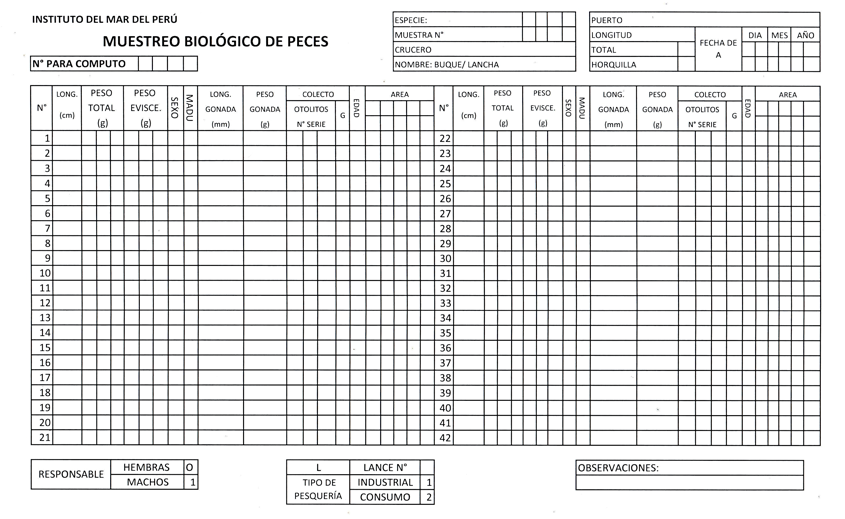 INSTITUTO DEL MAR DEL PERÚ
MUESTREO BIOLÓGICO DE PECES
N° PARA COMPUTO
ESPECIE:
MUESTRA N°
CRUCERO
NOMBRE: BUQUE/ LANCHA
PUERTO
LONGITUD
TOTAL
HORQUILLA
FECHA DE A
DIA MES AÑO
N° LONG. (cm) PESO TOTAL (g) PESO EVISCE. (g) SEXO MADU LONG. GONADA (mm) PESO GONADA (g) COLECTO OTOLITOS N° SERIE G EDAD AREA
N° LONG. (cm) PESO TOTAL (g) PESO EVISCE. (g) SEXO MADU LONG. GONADA (mm) PESO GONADA (g) COLECTO OTOLITOS N° SERIE G EDAD AREA
1 22
2 23
3 24
4 25
5 26
6 27
7 28
8 29
9 30
10 31
11 32
12 33
13 34
14 35
15 36
16 37
17 38
18 39
19 40
20 41
21 42
RESPONSABLE
HEMBRAS O
MACHOS 1
L LANCE N°
TIPO DE PESQUERÍA
INDUSTRIAL 1
CONSUMO 2
OBSERVACIONES: